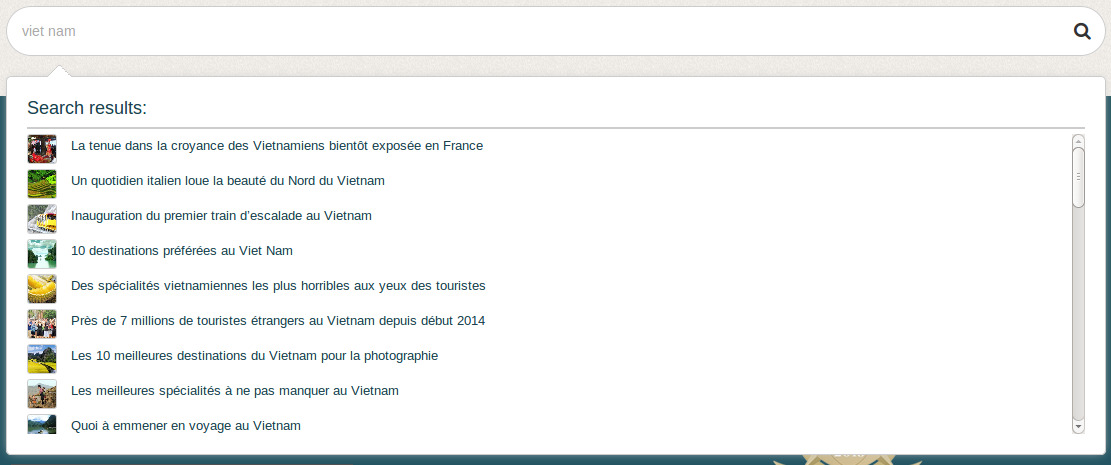 viet nam
Search results:
La tenue dans la croyance des Vietnamiens bientôt exposée en France
Un quotidien italien loue la beauté du Nord du Vietnam
Inauguration du premier train d'escalade au Vietnam
10 destinations préférées au Viet Nam
Des spécialités vietnamiennes les plus horribles aux yeux des touristes
Près de 7 millions de touristes étrangers au Vietnam depuis début 2014
Les 10 meilleures destinations du Vietnam pour la photographie
Les meilleures spécialités à ne pas manquer au Vietnam
Quoi à emmener en voyage au Vietnam